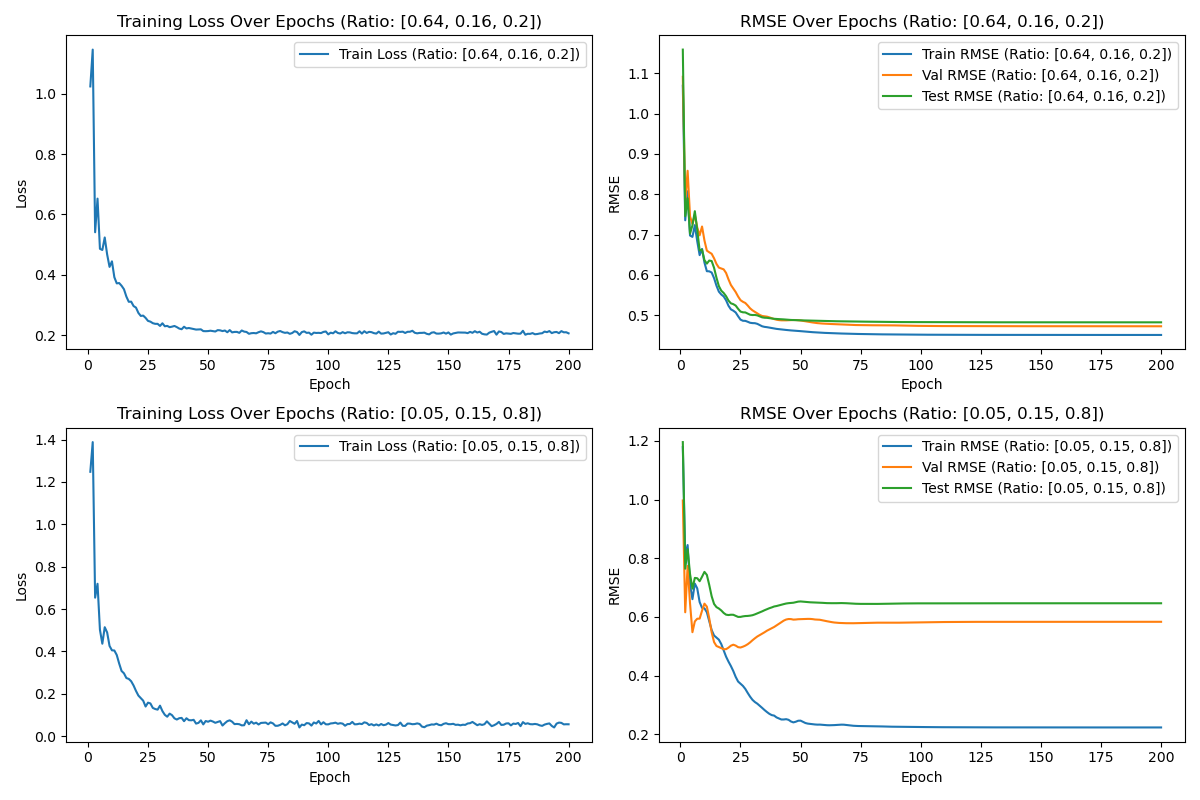 Training Loss Over Epochs (Ratio: [0.64, 0.16, 0.2])
Train Loss (Ratio: [0.64, 0.16, 0.2])
1.0
0.8
0.6
0.4
0.2
Loss
0 25 50 75 100 125 150 175 200
Epoch
RMSE Over Epochs (Ratio: [0.64, 0.16, 0.2])
Train RMSE (Ratio: [0.64, 0.16, 0.2])
Val RMSE (Ratio: [0.64, 0.16, 0.2])
Test RMSE (Ratio: [0.64, 0.16, 0.2])
1.1
1.0
0.9
0.8
0.7
0.6
0.5
RMSE
0 25 50 75 100 125 150 175 200
Epoch
Training Loss Over Epochs (Ratio: [0.05, 0.15, 0.8])
Train Loss (Ratio: [0.05, 0.15, 0.8])
1.4
1.2
1.0
0.8
0.6
0.4
0.2
0.0
Loss
0 25 50 75 100 125 150 175 200
Epoch
RMSE Over Epochs (Ratio: [0.05, 0.15, 0.8])
Train RMSE (Ratio: [0.05, 0.15, 0.8])
Val RMSE (Ratio: [0.05, 0.15, 0.8])
Test RMSE (Ratio: [0.05, 0.15, 0.8])
1.2
1.0
0.8
0.6
0.4
0.2
RMSE
0 25 50 75 100 125 150 175 200
Epoch